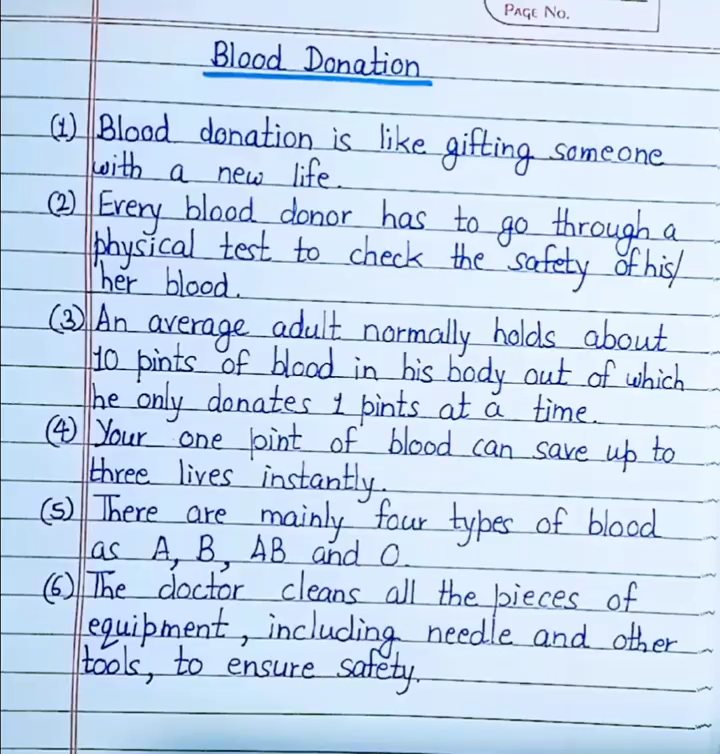 PAGE NO.
Blood Donation
(1) Blood donation is like gifting someone
with a new life.
(2) Every blood donor has to go through a
physical test to check the safety of his/
her blood.
(3) An average adult normally holds about
10 pints of blood in his body out of which
he only donates 1 pints at a time.
(4) Your one point of blood can save up to
three lives instantly.
(5) There are mainly four types of blood
as A, B, AB and O.
(6) The doctor cleans all the pieces of
equipment, including needle and other
tools, to ensure safety.